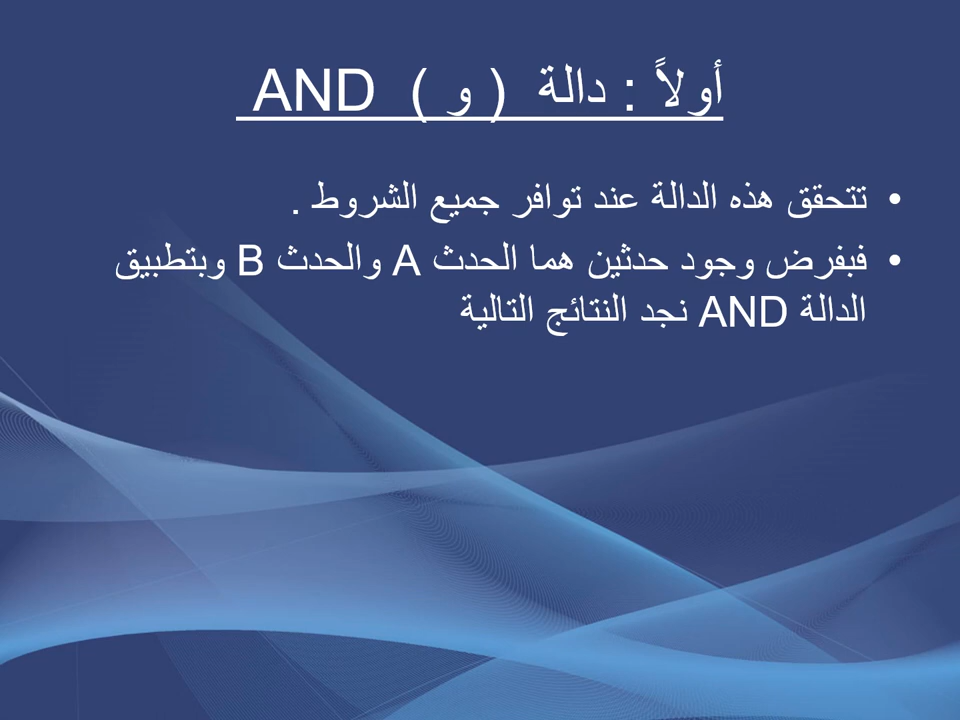 أولاً : دالة ( و ) AND
• تتحقق هذه الدالة عند توافر جميع الشروط .
• فبفرض وجود حدثين هما الحدث A والحدث B وبتطبيق
الدالة AND نجد النتائج التالية